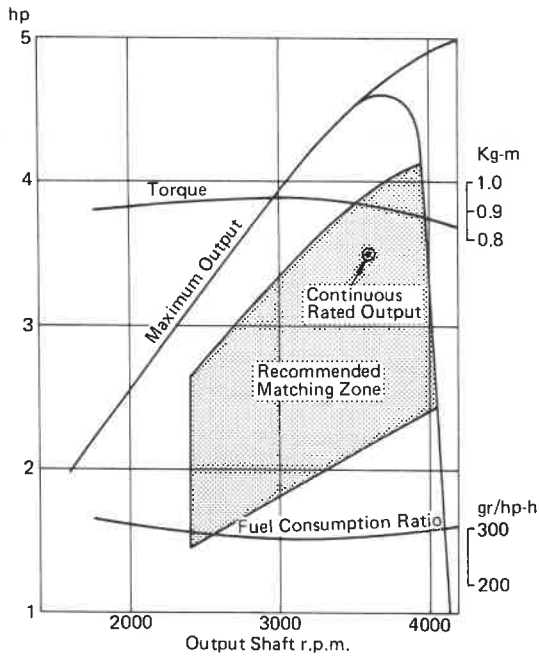 hp
5
4
3
2
1
Kg-m
1.0
0.9
0.8
Torque
Maximum Output
Continuous
Rated Output
Recommended
Matching Zone
Fuel Consumption Ratio
gr/hp-h
300
200
2000
3000
4000
Output Shaft r.p.m.